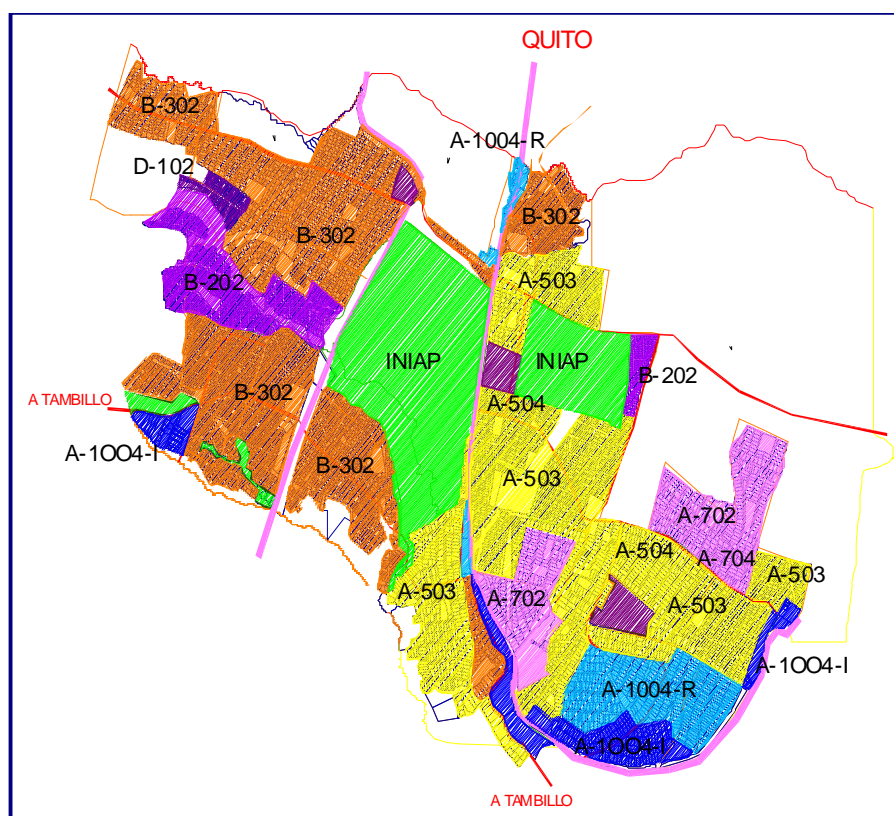 QUITO
B-302
A-1004-R
D-102
B-302
B-302
A-503
B-202
INIAP
INIAP
B-202
A TAMBILLO
B-302
A-504
A-1OO4-I
B-302
A-503
A-702
A-504
A-704
A-503
A-503
A-702
A-503
A-1OO4-I
A-1004-R
A-1OO4-I
A TAMBILLO